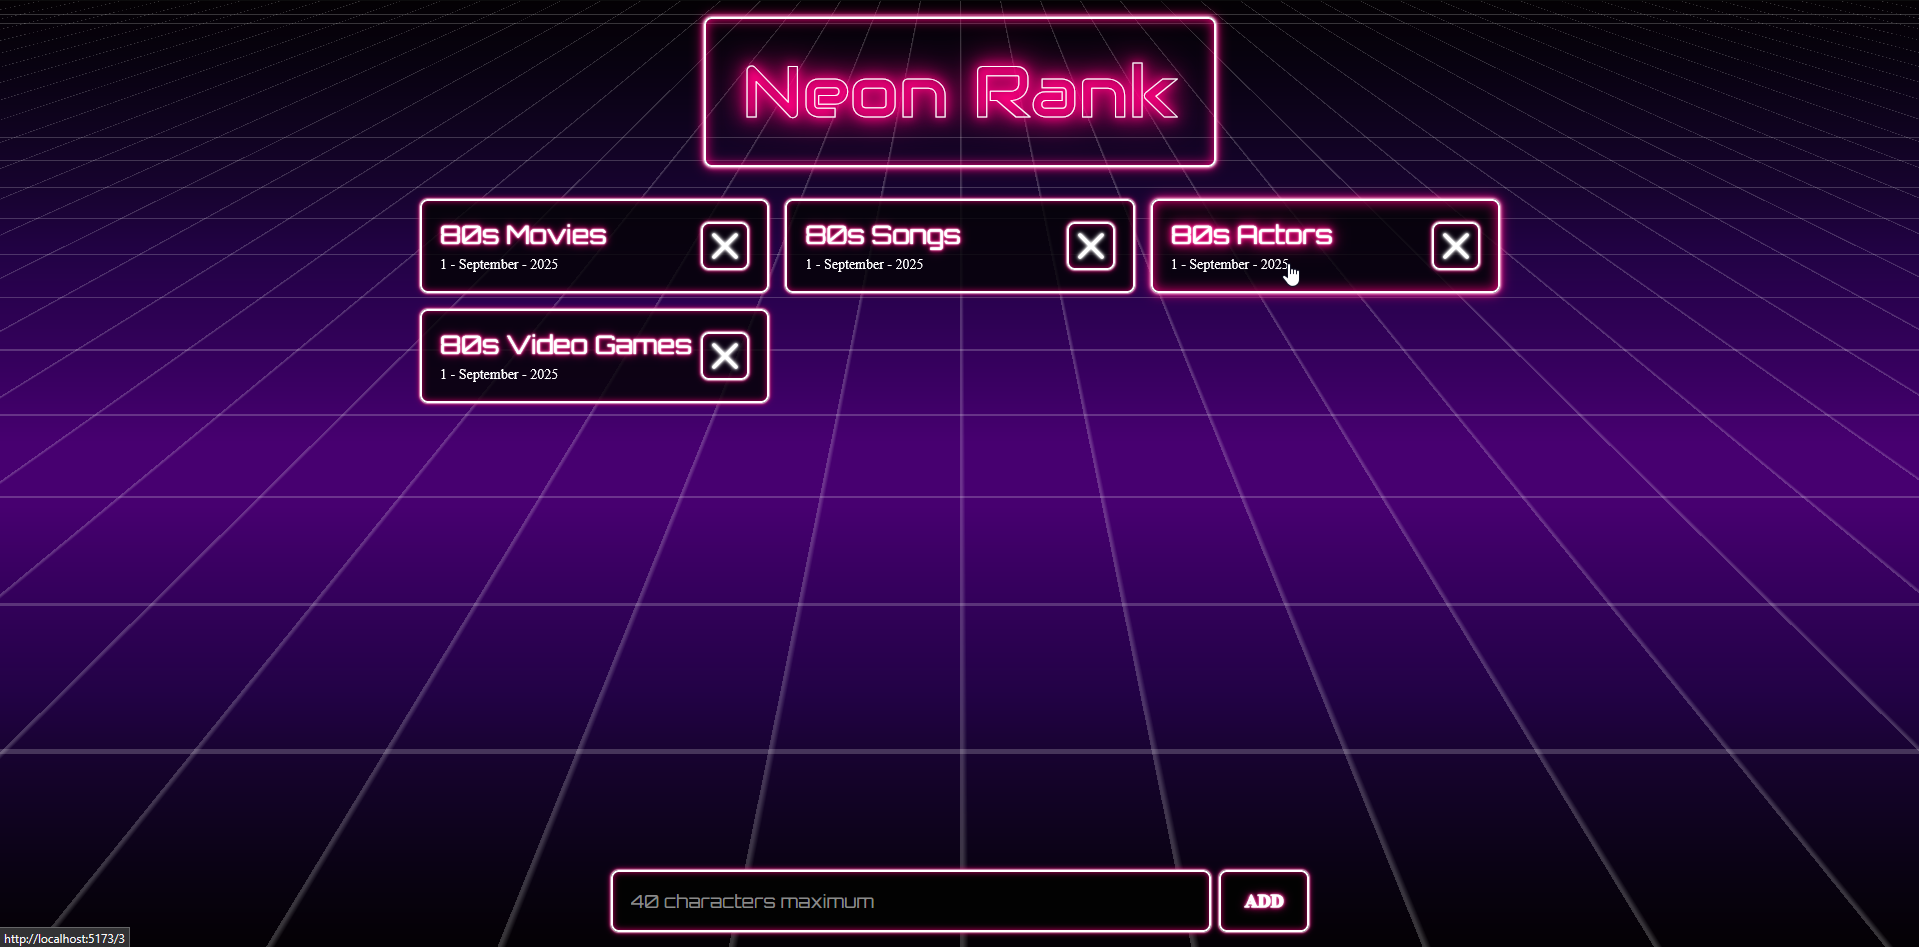 Neon Rank
80s Movies
1 - September - 2025
80s Songs
1 - September - 2025
80s Actors
1 - September - 2025
80s Video Games
1 - September - 2025
40 characters maximum
ADD
http://localhost:5173/3